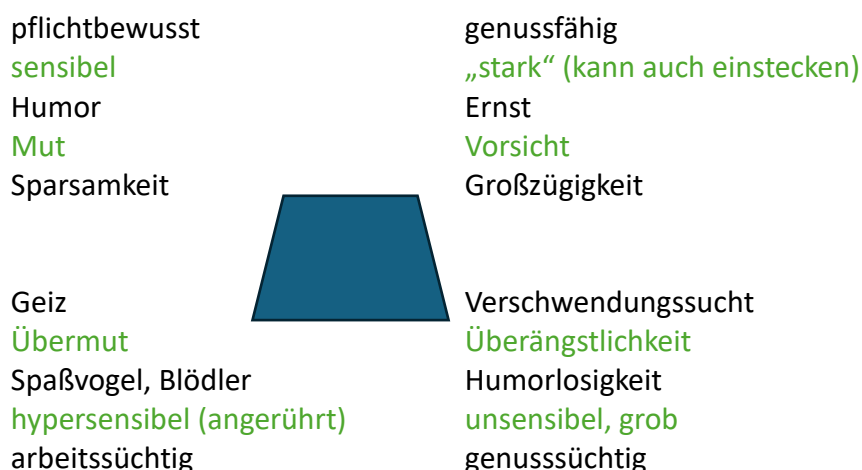 pflichtbewusst
genussfähig
sensibel
„stark“ (kann auch einstecken)
Humor
Ernst
Mut
Vorsicht
Sparsamkeit
Großzügigkeit
Geiz
Verschwendungssucht
Übermut
Überängstlichkeit
Spaßvogel, Blödler
Humorlosigkeit
hypersensibel (angerührt)
unsensibel, grob
arbeitssüchtig
genusssüchtig